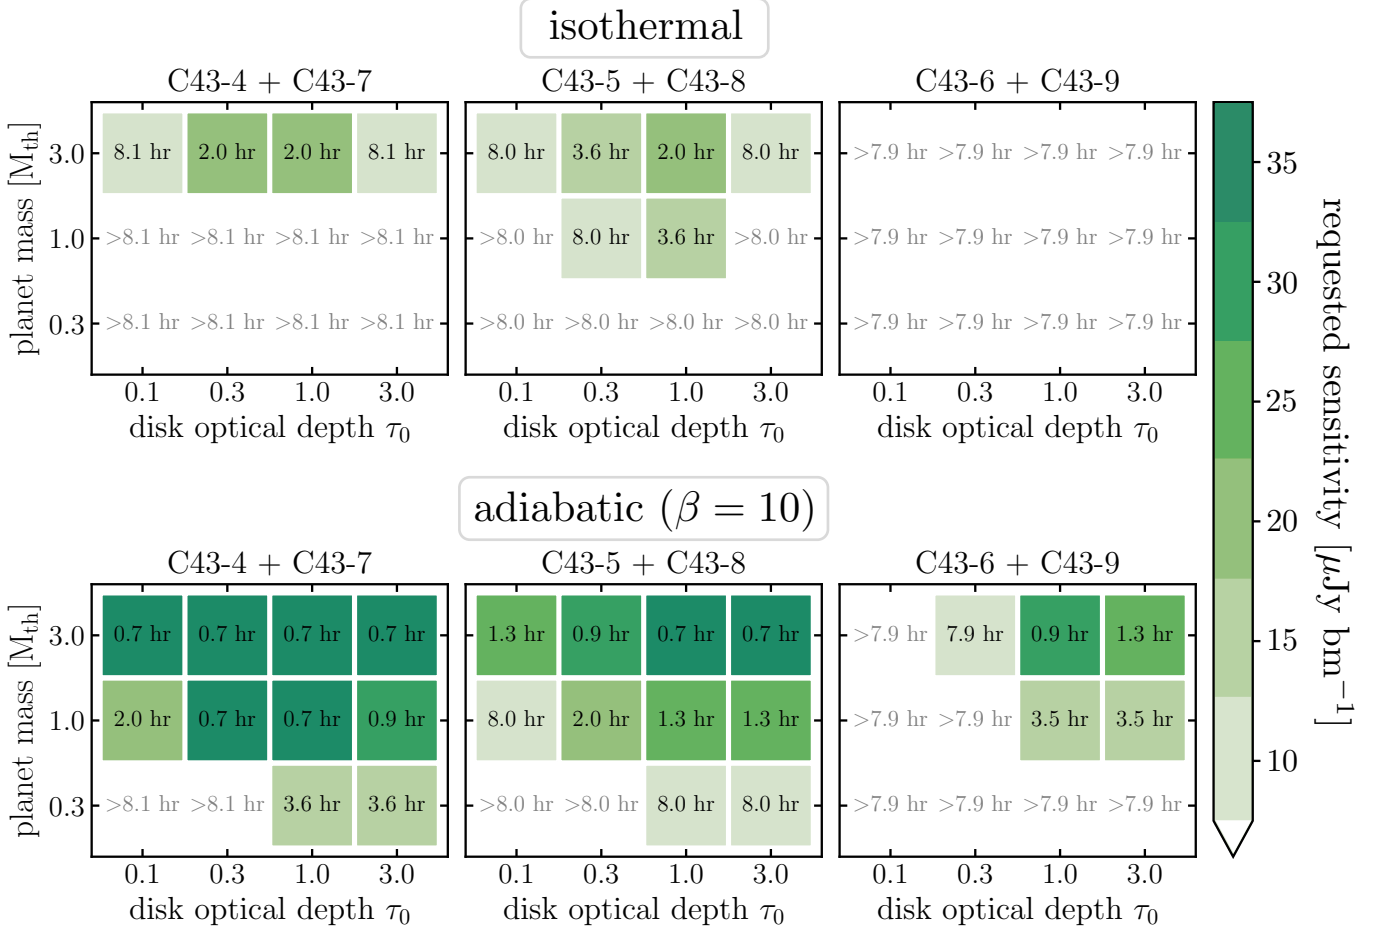 isothermal
C43-4 + C43-7 C43-5 + C43-8 C43-6 + C43-9
3.0 8.1 hr 2.0 hr 2.0 hr 8.1 hr 8.0 hr 3.6 hr 2.0 hr 8.0 hr >7.9 hr >7.9 hr >7.9 hr >7.9 hr
1.0 >8.1 hr >8.1 hr >8.1 hr >8.1 hr >8.0 hr 8.0 hr 3.6 hr >8.0 hr >7.9 hr >7.9 hr >7.9 hr >7.9 hr
0.3 >8.1 hr >8.1 hr >8.1 hr >8.1 hr >8.0 hr >8.0 hr >8.0 hr >8.0 hr >7.9 hr >7.9 hr >7.9 hr >7.9 hr
planet mass [M_th]
0.1 0.3 1.0 3.0 0.1 0.3 1.0 3.0 0.1 0.3 1.0 3.0
disk optical depth τ₀ disk optical depth τ₀ disk optical depth τ₀
adiabatic (β = 10)
C43-4 + C43-7 C43-5 + C43-8 C43-6 + C43-9
3.0 0.7 hr 0.7 hr 0.7 hr 0.7 hr 1.3 hr 0.9 hr 0.7 hr 0.7 hr >7.9 hr 7.9 hr 0.9 hr 1.3 hr
1.0 2.0 hr 0.7 hr 0.7 hr 0.9 hr 8.0 hr 2.0 hr 1.3 hr 1.3 hr >7.9 hr >7.9 hr 3.5 hr 3.5 hr
0.3 >8.1 hr >8.1 hr 3.6 hr 3.6 hr >8.0 hr >8.0 hr 8.0 hr 8.0 hr >7.9 hr >7.9 hr >7.9 hr >7.9 hr
planet mass [M_th]
0.1 0.3 1.0 3.0 0.1 0.3 1.0 3.0 0.1 0.3 1.0 3.0
disk optical depth τ₀ disk optical depth τ₀ disk optical depth τ₀
35
30
25
20
15
10
requested sensitivity [μJy bm⁻¹]